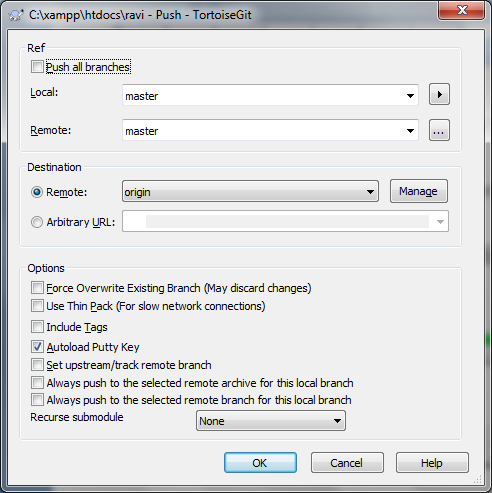 C:\xampp\htdocs\ravi - Push - TortoiseGit
Ref
Push all branches
Local: master
Remote: master ...
Destination
Remote: origin Manage
Arbitrary URL:
Options
Force Overwrite Existing Branch (May discard changes)
Use Thin Pack (For slow network connections)
Include Tags
Autoload Putty Key
Set upstream/track remote branch
Always push to the selected remote archive for this local branch
Always push to the selected remote branch for this local branch
Recurse submodule None
OK Cancel Help